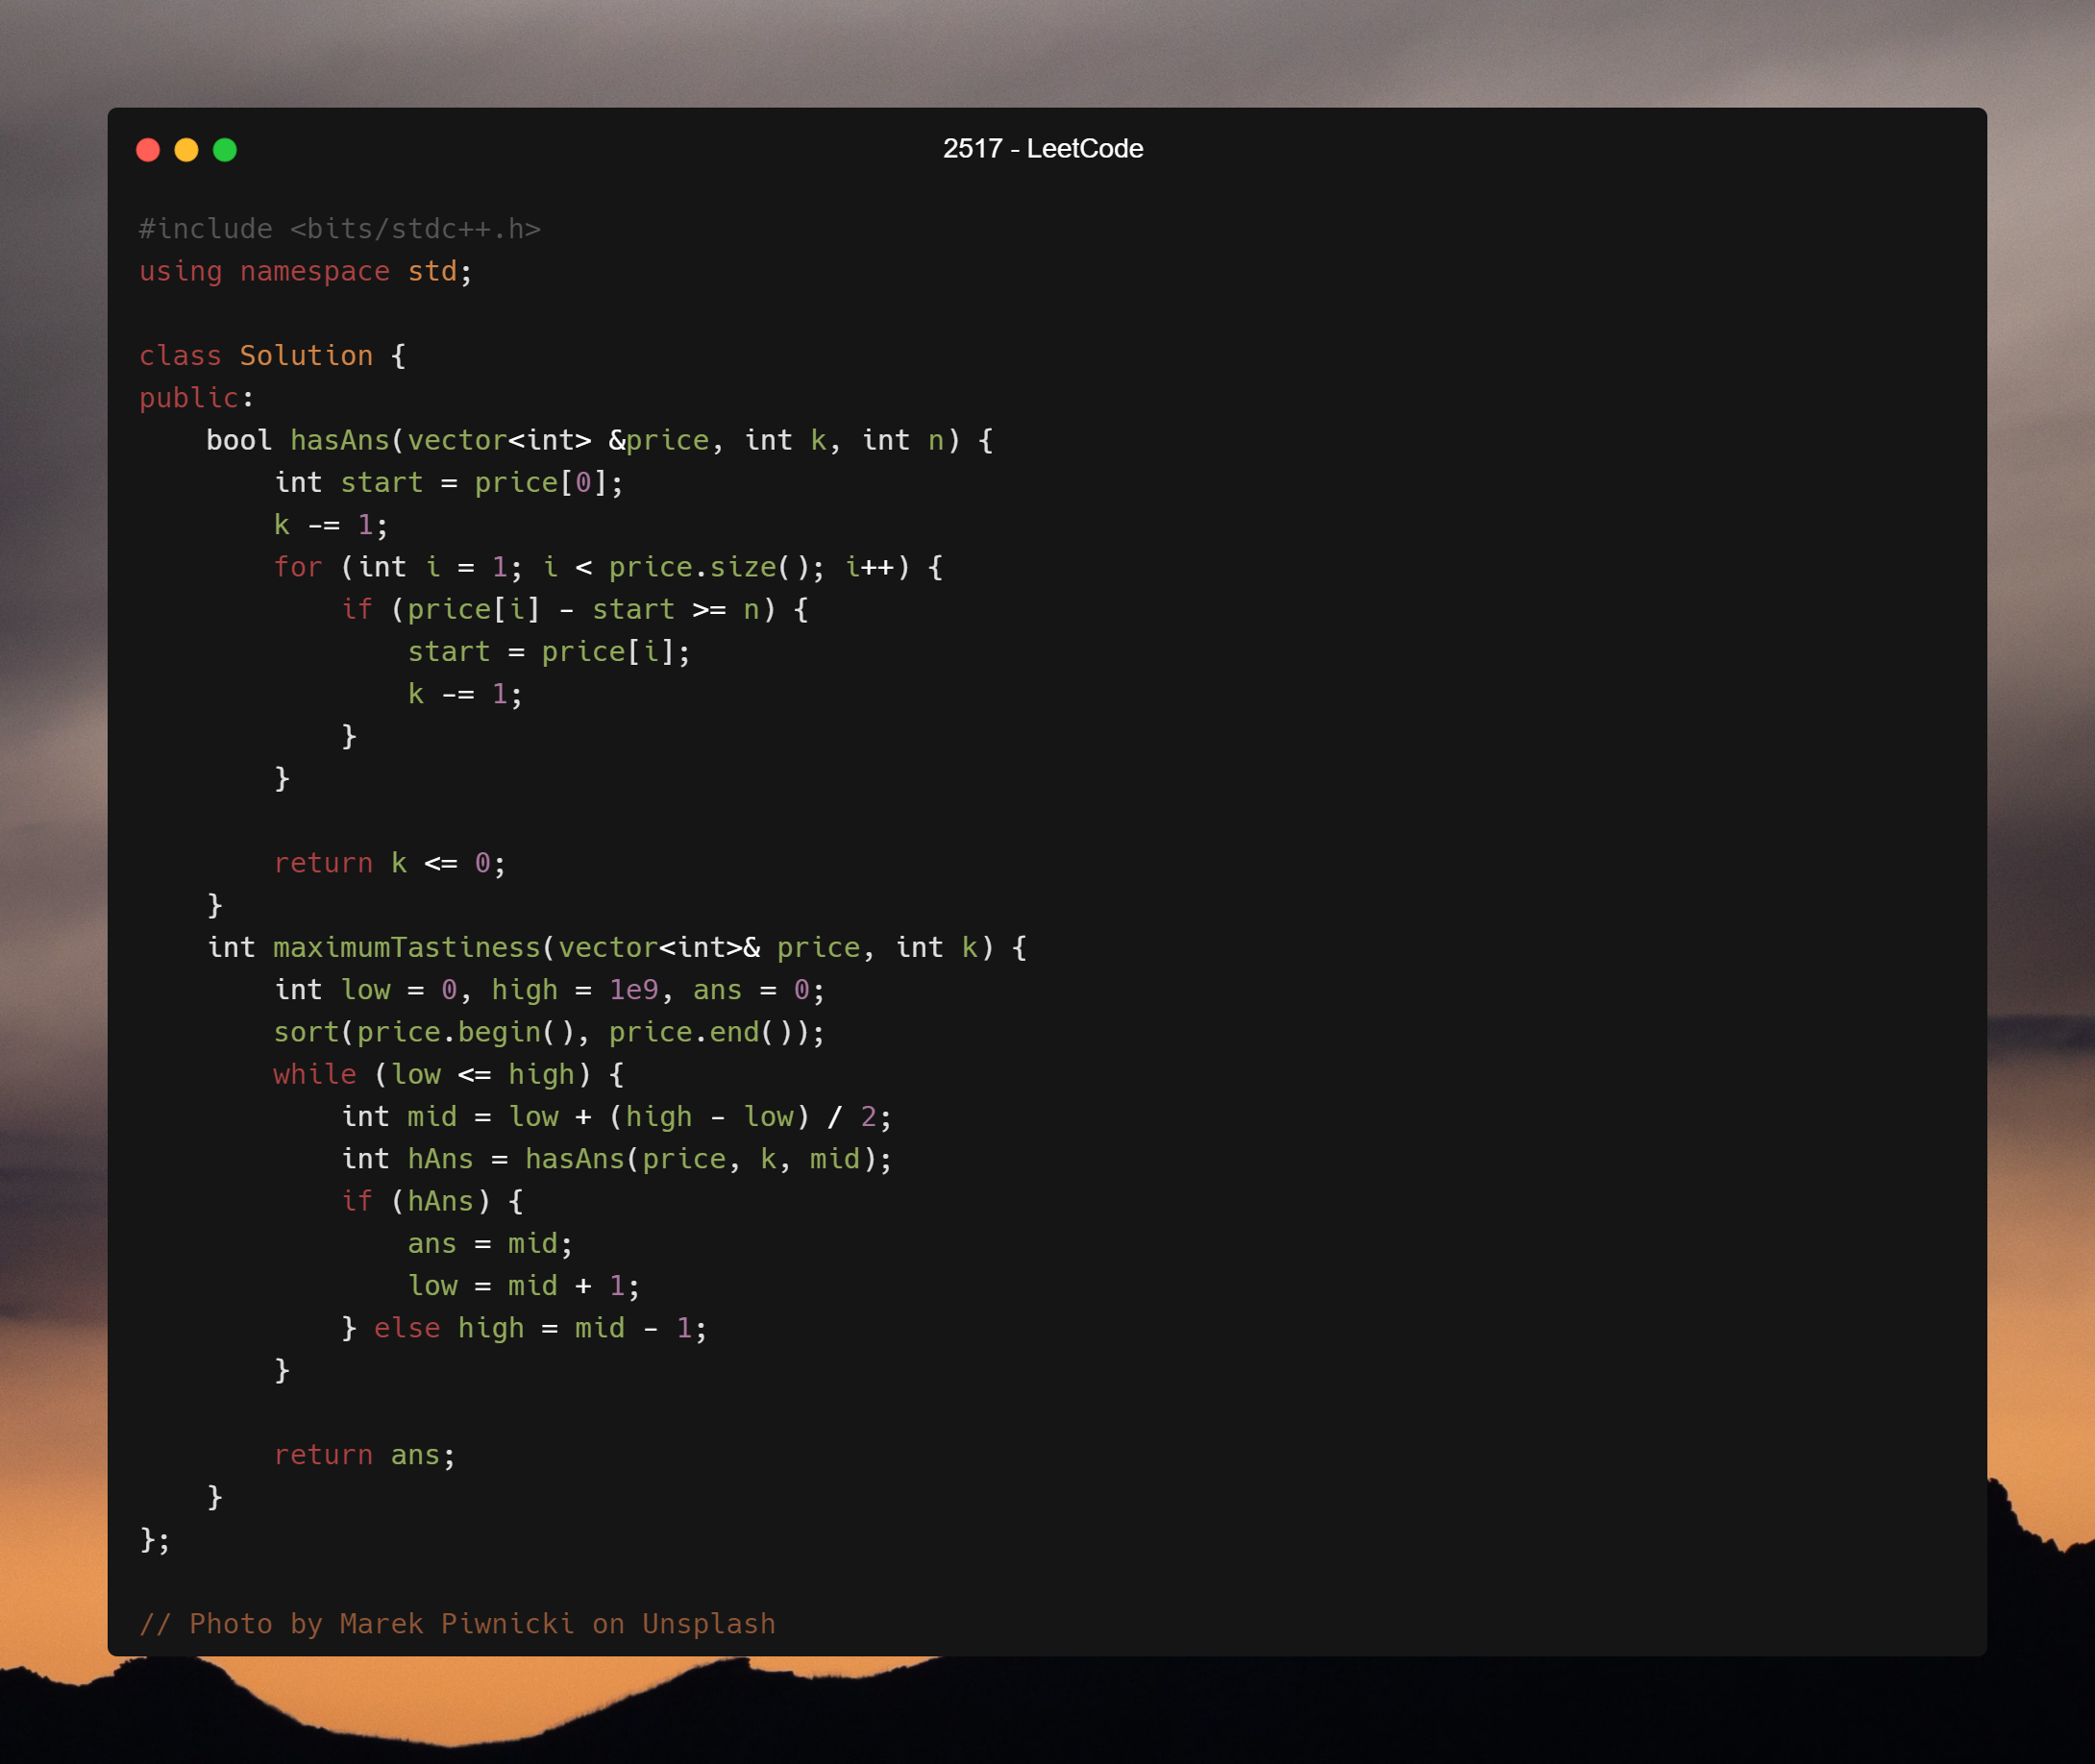 2517 - LeetCode
#include <bits/stdc++.h>
using namespace std;
class Solution {
public:
    bool hasAns(vector<int> &price, int k, int n) {
        int start = price[0];
        k -= 1;
        for (int i = 1; i < price.size(); i++) {
            if (price[i] - start >= n) {
                start = price[i];
                k -= 1;
            }
        }
        return k <= 0;
    }
    int maximumTastiness(vector<int>& price, int k) {
        int low = 0, high = 1e9, ans = 0;
        sort(price.begin(), price.end());
        while (low <= high) {
            int mid = low + (high - low) / 2;
            int hAns = hasAns(price, k, mid);
            if (hAns) {
                ans = mid;
                low = mid + 1;
            } else high = mid - 1;
        }
        return ans;
    }
};
// Photo by Marek Piwnicki on Unsplash